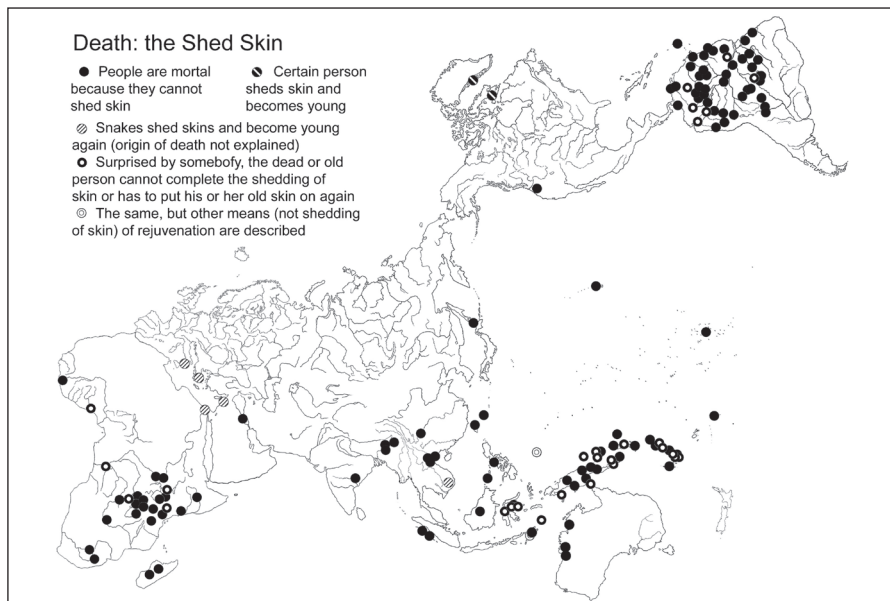 Death: the Shed Skin
People are mortal
because they cannot
shed skin
Certain person
sheds skin and
becomes young
Snakes shed skins and become young
again (origin of death not explained)
Surprised by somebofy, the dead or old
person cannot complete the shedding of
skin or has to put his or her old skin on again
The same, but other means (not shedding
of skin) of rejuvenation are described